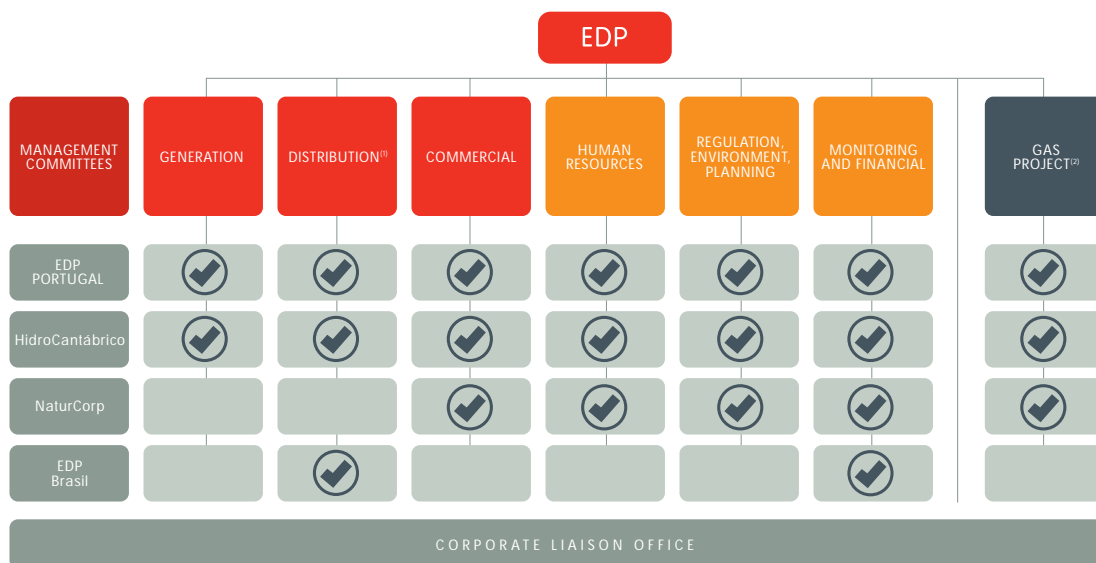 EDP
MANAGEMENT
COMMITTEES
GENERATION
DISTRIBUTION(1)
COMMERCIAL
HUMAN
RESOURCES
REGULATION,
ENVIRONMENT,
PLANNING
MONITORING
AND FINANCIAL
GAS
PROJECT(2)
EDP
PORTUGAL
HidroCantábrico
NaturCorp
EDP
Brasil
CORPORATE LIAISON OFFICE